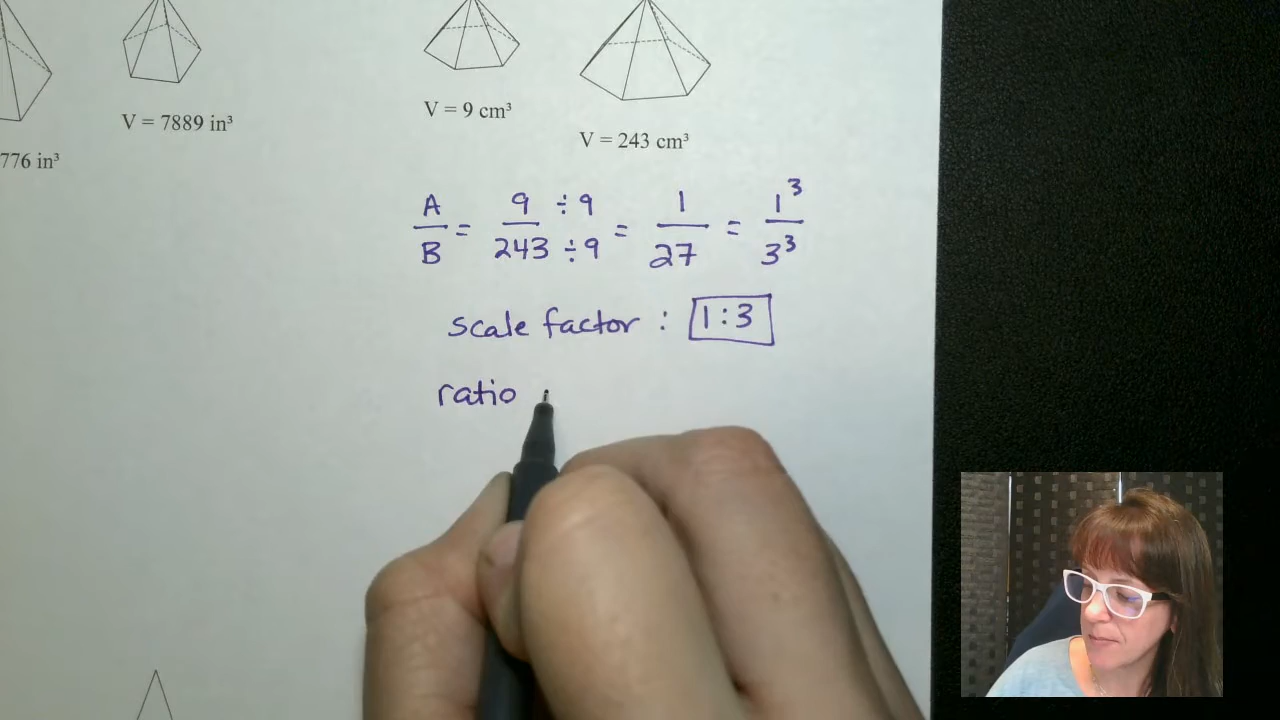 V = 7889 in³
776 in³
V = 9 cm³
V = 243 cm³
A/B = 9 ÷9 / 243 ÷9 = 1/27 = 1³/3³
scale factor : 1:3
ratio